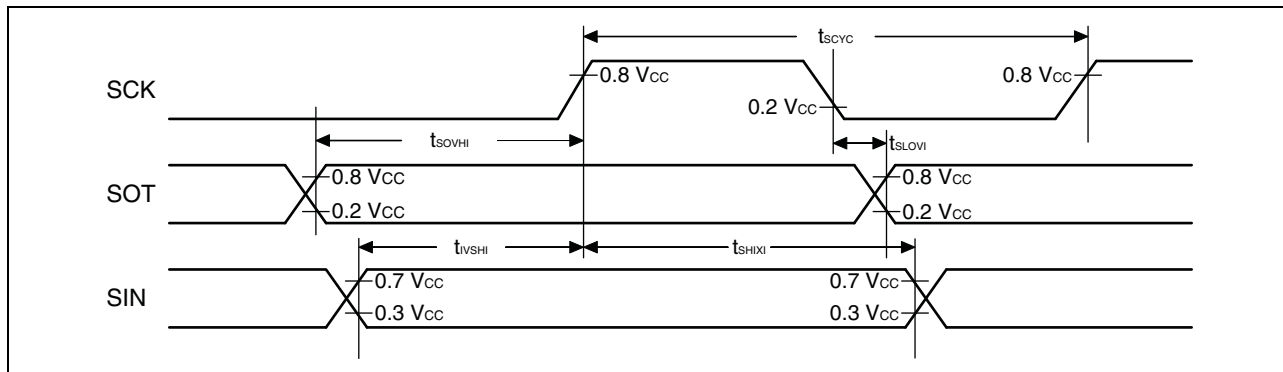 tSCYC
SCK
0.8 VCC
0.8 VCC
0.2 VCC
tSOVHI
tSLOVI
SOT
0.8 VCC
0.8 VCC
0.2 VCC
0.2 VCC
tIVSHI
tSHIXI
SIN
0.7 VCC
0.7 VCC
0.3 VCC
0.3 VCC